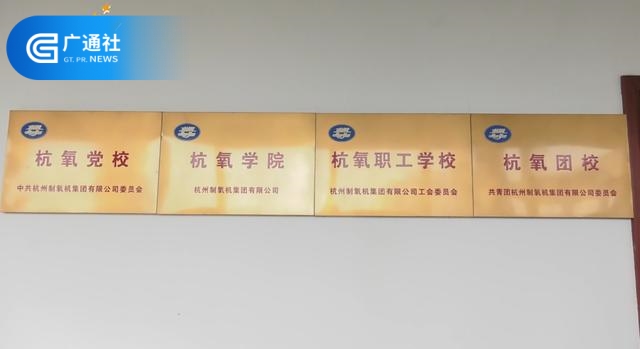 广通社
GT. PR. NEWS
杭氧党校
中共杭州制氧机集团有限公司委员会
杭氧学院
杭州制氧机集团有限公司
杭氧职工学校
杭州制氧机集团有限公司工会委员会
杭氧团校
共青团杭州制氧机集团有限公司委员会